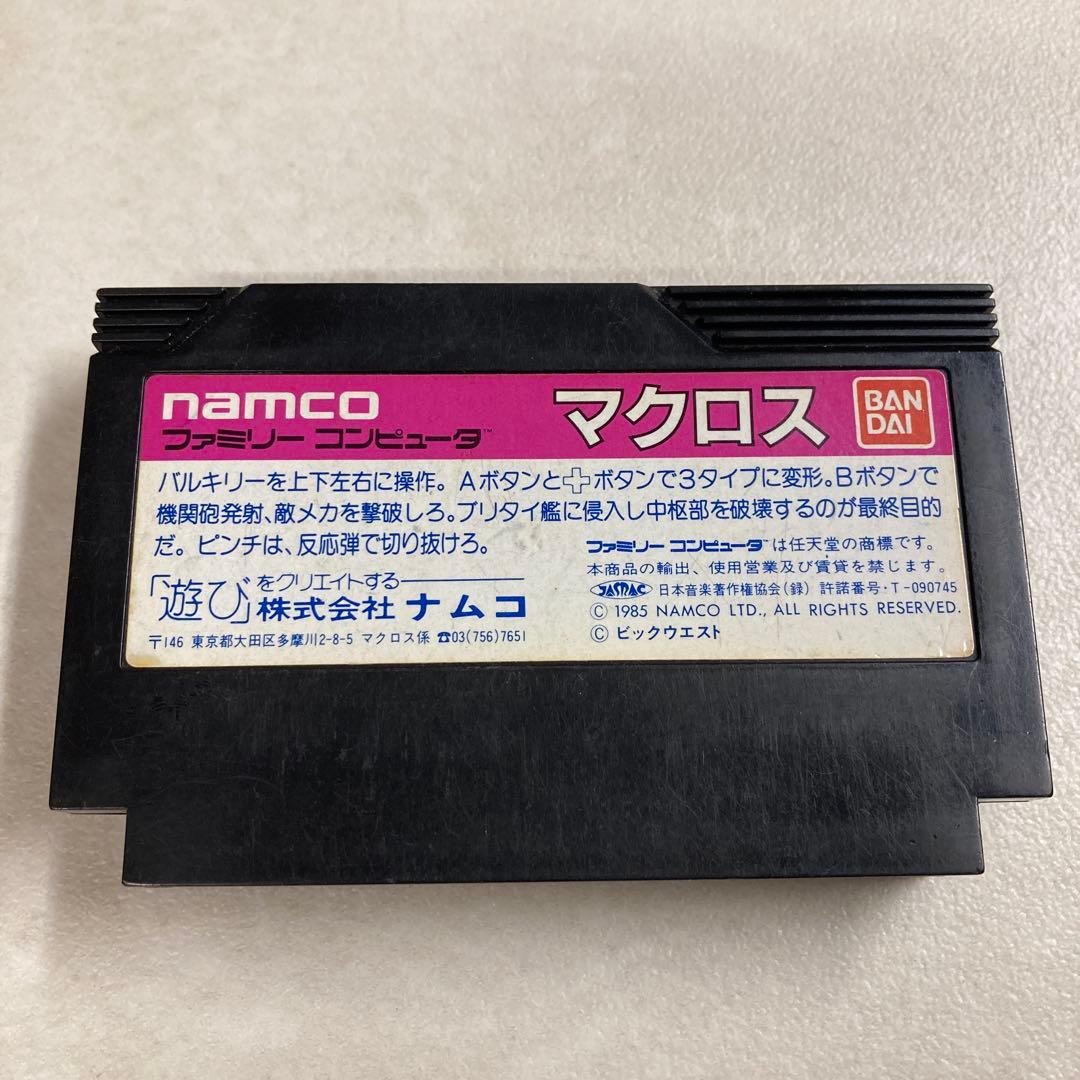 namco
ファミリー コンピュータ™
マクロス
BAN
DAI
バルキリーを上下左右に操作。Aボタンと✚ボタンで3タイプに変形。Bボタンで
機関砲発射、敵メカを撃破しろ。ブリタイ艦に侵入し中枢部を破壊するのが最終目的
だ。ピンチは、反応弾で切り抜けろ。
「遊び」をクリエイトする
株式会社 ナムコ
〒146 東京都大田区多摩川2-8-5 マクロス係 ☎03(756)7651
ファミリー コンピュータ™は任天堂の商標です。
本商品の輸出、使用営業及び賃貸を禁じます。
JASRAC 日本音楽著作権協会(録) 許諾番号・T-090745
© 1985 NAMCO LTD., ALL RIGHTS RESERVED.
© ビックウエスト